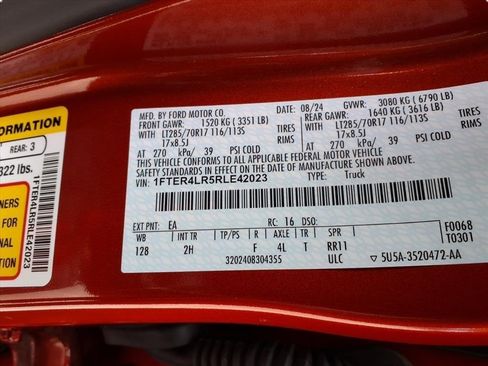 MFD. BY FORD MOTOR CO.
08/24 GVWR: 3080 KG ( 6790 LB)
FRONT GAWR: 1520 KG ( 3351 LB)
REAR GAWR: 1640 KG ( 3616 LB)
LT285/70R17 116/113S TIRES
LT285/70R17 116/113S TIRES
17x8.5J RIMS
17x8.5J RIMS
AT 270 kPa/ 39 PSI COLD
AT 270 kPa/ 39 PSI COLD
THIS VEHICLE CONFORMS TO ALL APPLICABLE FEDERAL MOTOR VEHICLE
SAFETY STANDARDS IN EFFECT ON THE DATE OF MANUFACTURE SHOWN ABOVE.
VIN: 1FTER4LR5RLE42023
TYPE: Truck
EXT PNT: EA RC: 16 DSO:
WB INT TR TP/PS R AXLE TR SPR
F0068
T0301
128 2H F 4L T RR11
3202408304355 ULC
5U5A-3520472-AA
FORMATION
REAR: 3
322 lbs.
1FTER4LR5RLE42023
NERS
FOR
NAL
TION